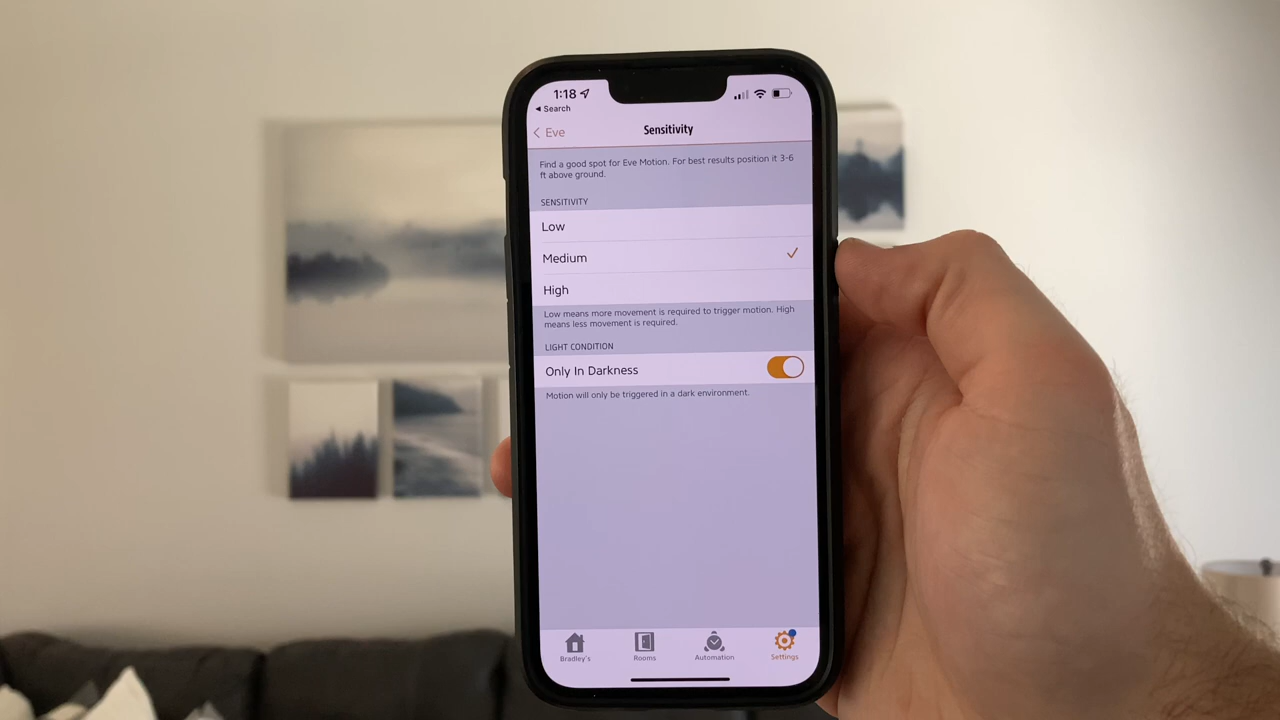 1:18
◀ Search
Eve
Sensitivity
Find a good spot for Eve Motion. For best results position it 3-6
ft above ground.
SENSITIVITY
Low
Medium
High
Low means more movement is required to trigger motion. High
means less movement is required.
LIGHT CONDITION
Only In Darkness
Motion will only be triggered in a dark environment.
Bradley's
Rooms
Automation
Settings